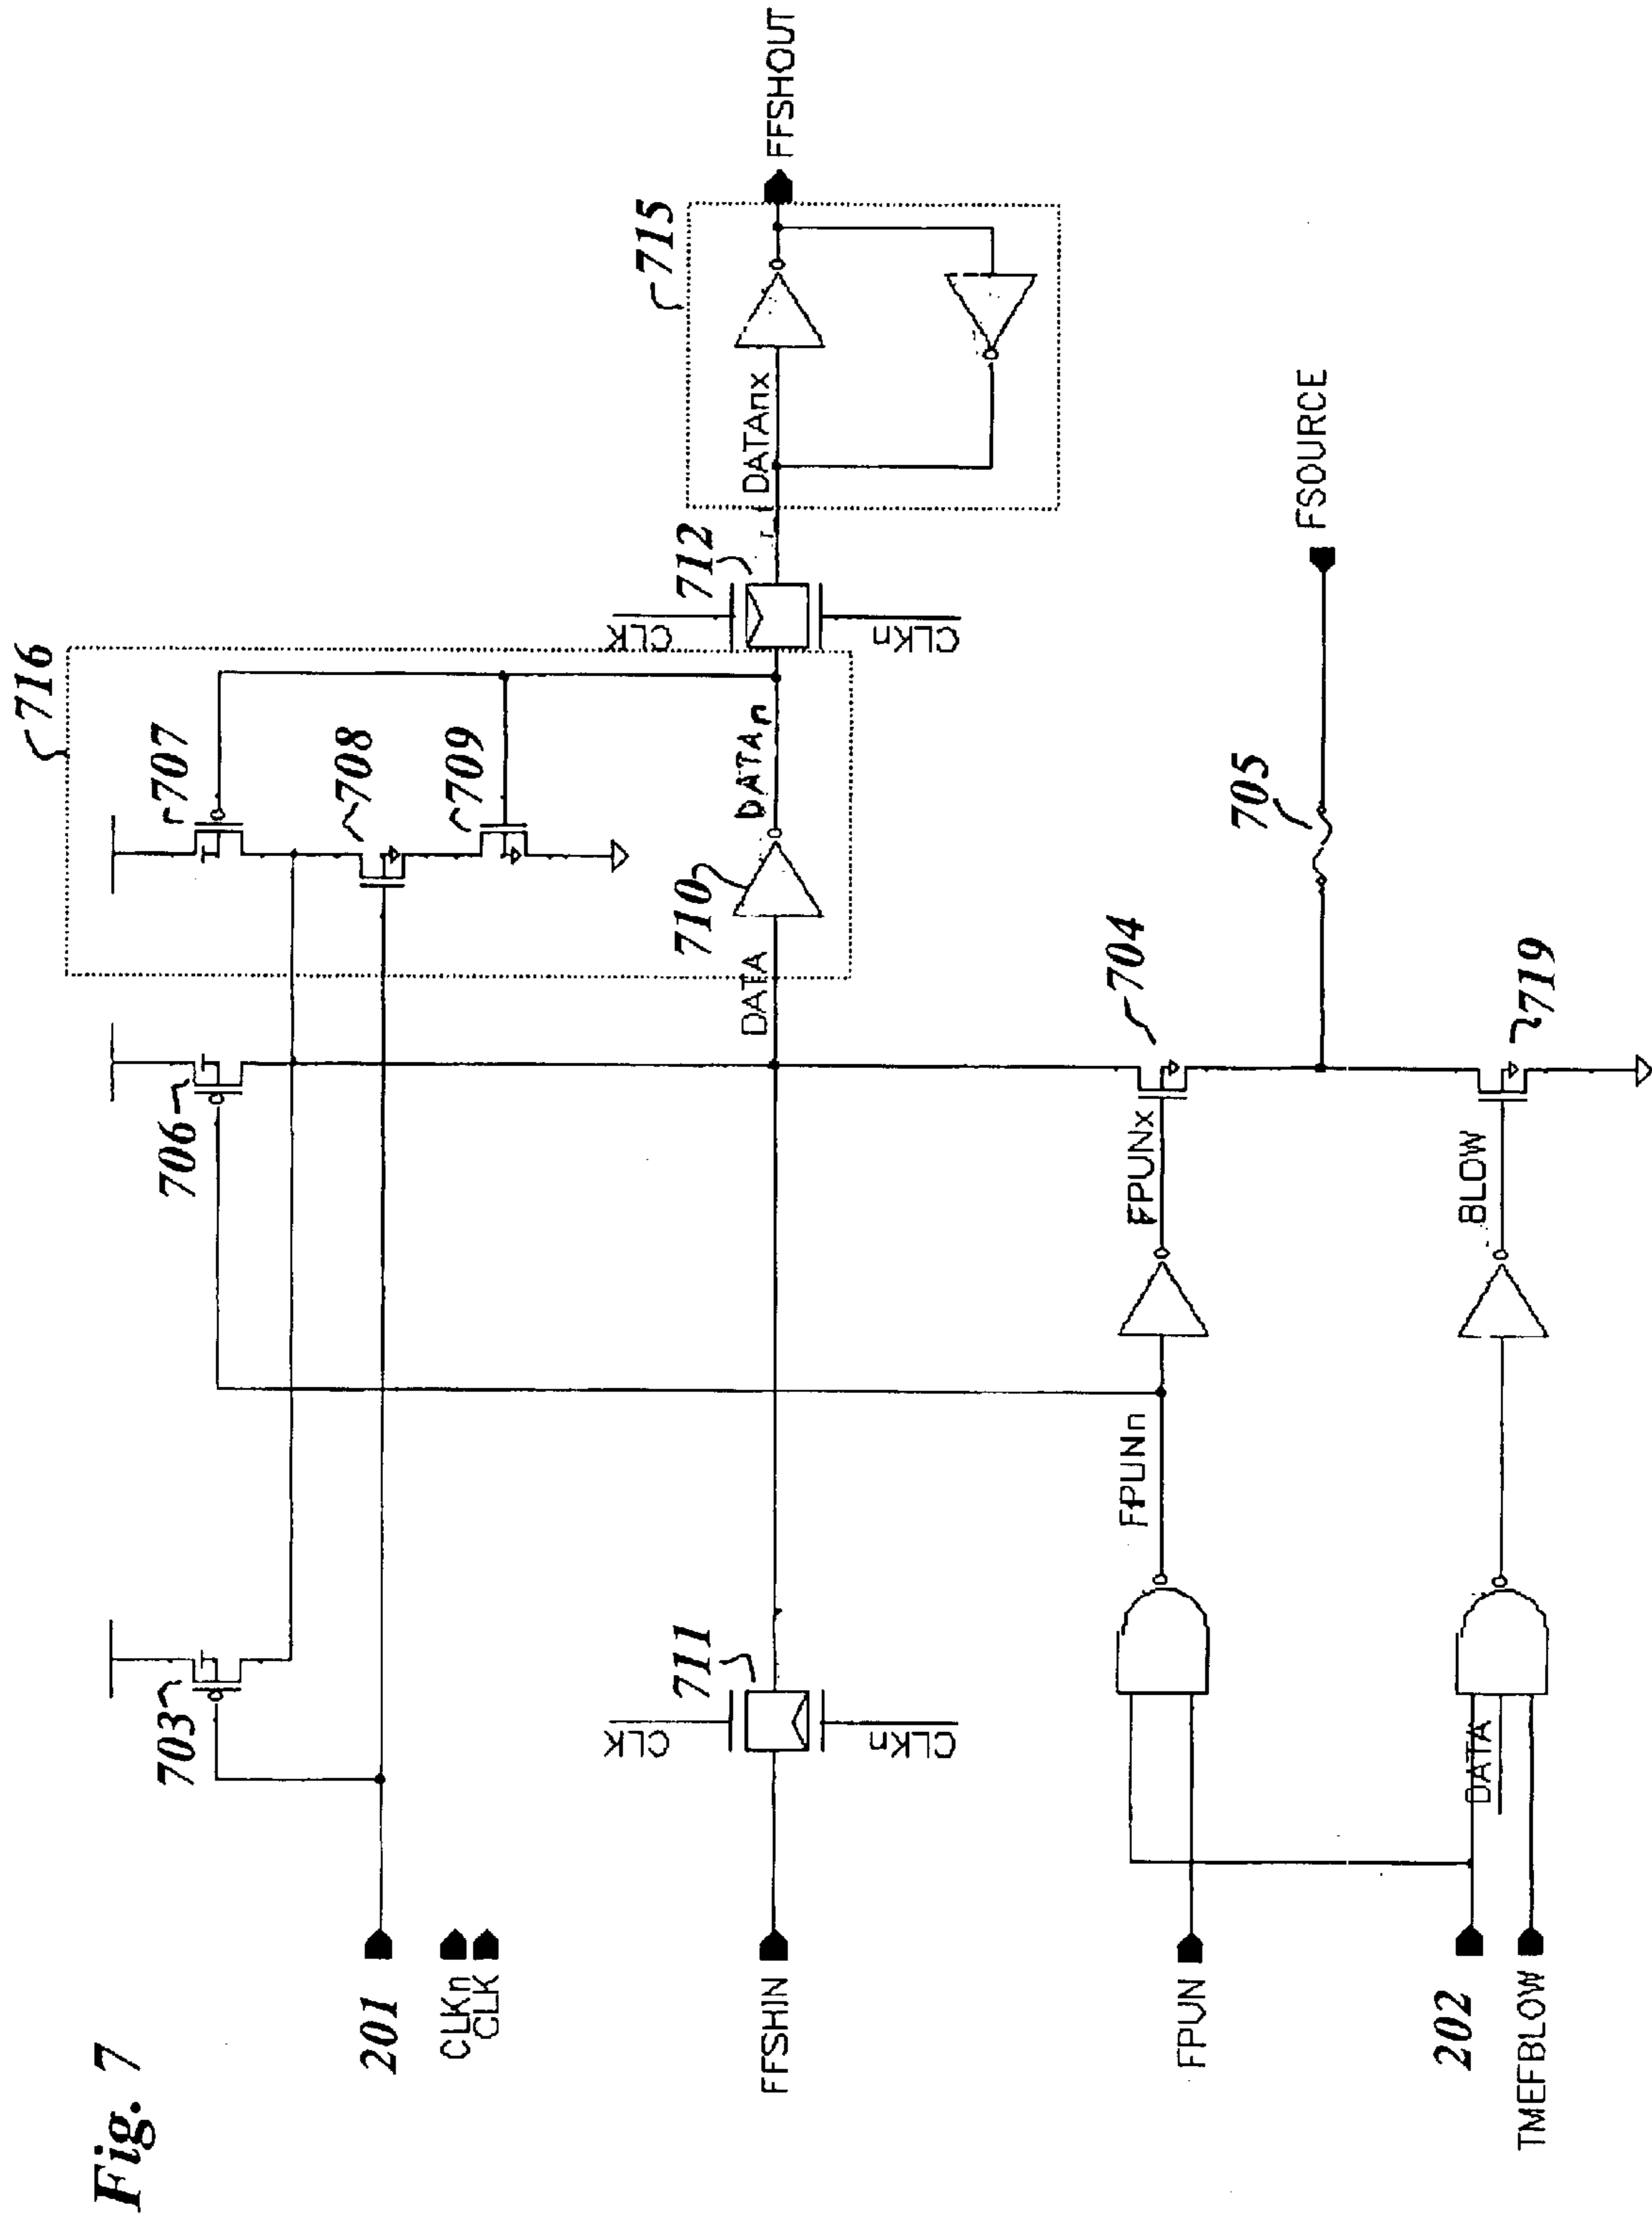 Fig. 7
716
707
708
709
706
703
201
CLKn
CLK
710
DATAn
DATA
CLK
712
CLKn
715
DATAnx
FFSHOUT
711
CLK
CLKn
FFSHIN
704
FPUNx
FPUNn
FPUN
705
FSOURCE
719
BLOW
DATA
202
TMEFBLOW